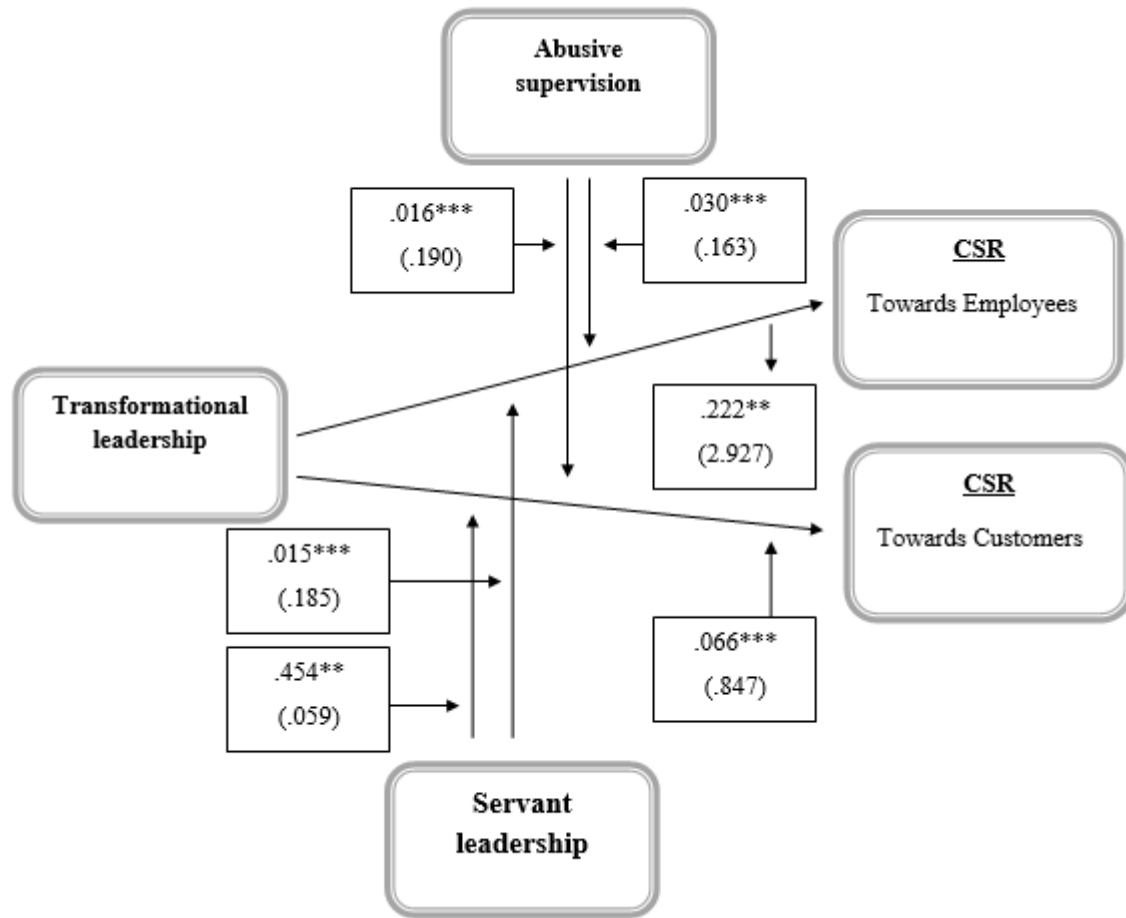 Abusive
supervision
.016***
(.190)
.030***
(.163)
CSR
Towards Employees
Transformational
leadership
.222**
(2.927)
CSR
Towards Customers
.015***
(.185)
.066***
(.847)
.454**
(.059)
Servant
leadership